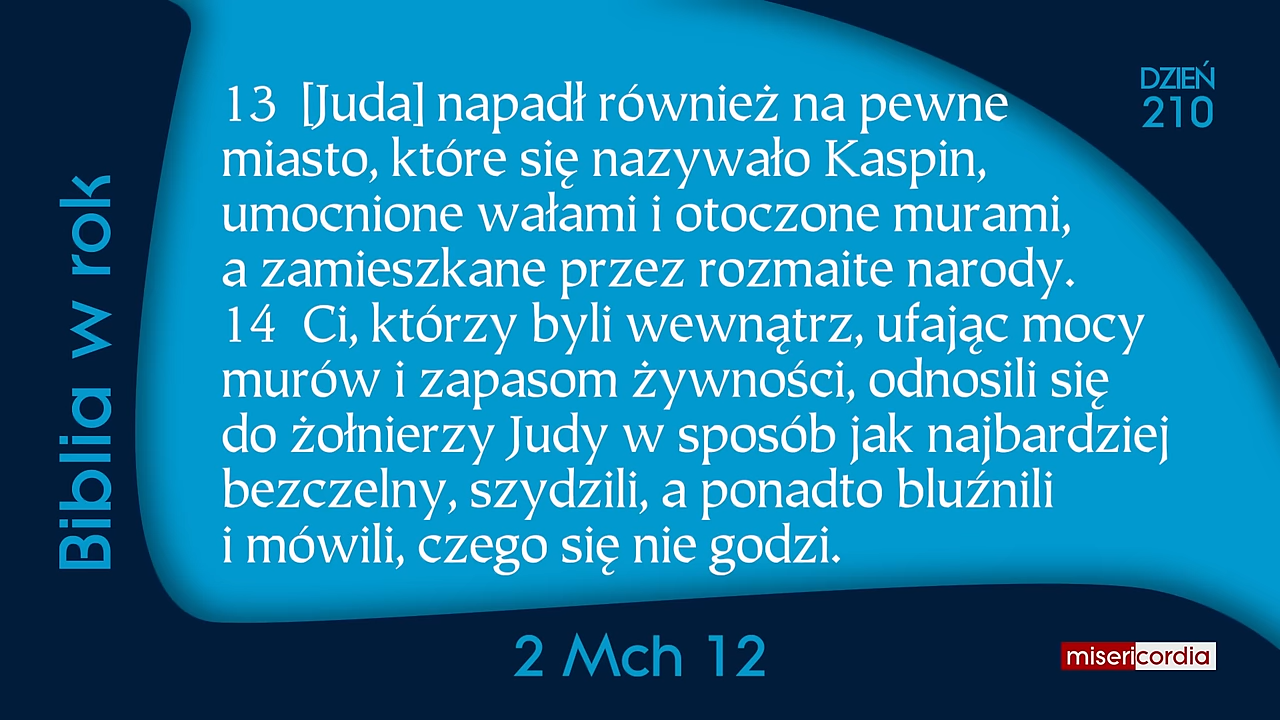 DZIEŃ
210
13 [Juda] napadł również na pewne
miasto, które się nazywało Kaspin,
umocnione wałami i otoczone murami,
a zamieszkane przez rozmaite narody.
14 Ci, którzy byli wewnątrz, ufając mocy
murów i zapasom żywności, odnosili się
do żołnierzy Judy w sposób jak najbardziej
bezczelny, szydzili, a ponadto bluźnili
i mówili, czego się nie godzi.
Biblia w rok
2 Mch 12
misericordia